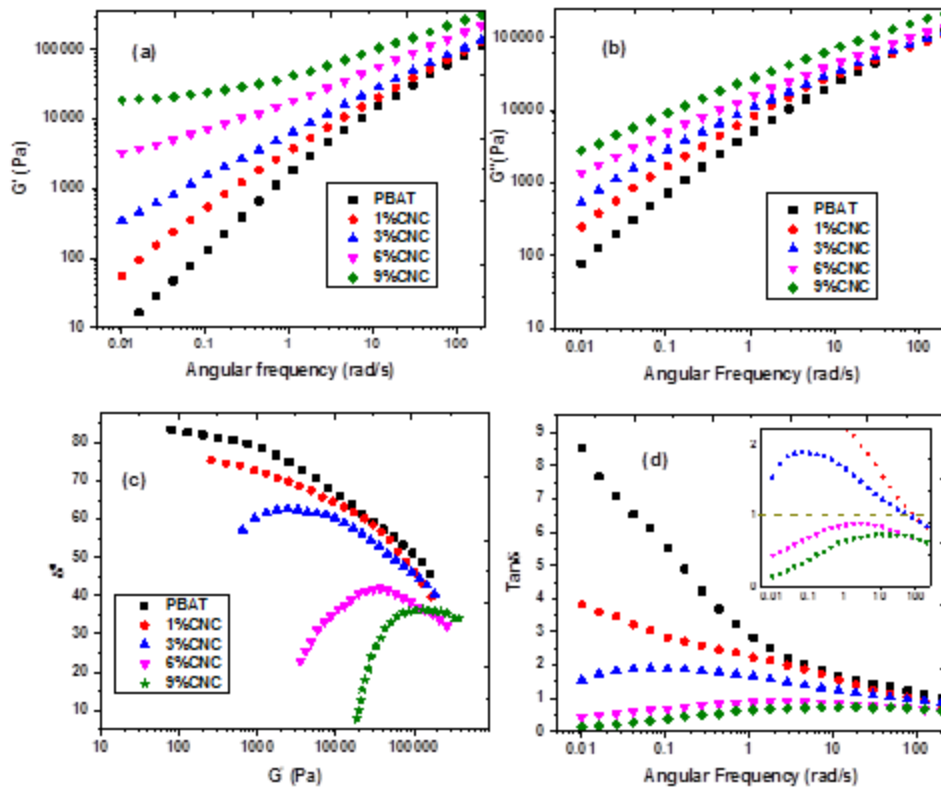 (a)
G' (Pa)
100000
10000
1000
100
10
PBAT
1%CNC
3%CNC
6%CNC
9%CNC
0.01 0.1 1 10 100
Angular frequency (rad/s)
(b)
G''(Pa)
100000
10000
1000
100
10
PBAT
1%CNC
3%CNC
6%CNC
9%CNC
0.01 0.1 1 10 100
Angular Frequency (rad/s)
(c)
80
70
60
50
40
30
20
10
PBAT
1%CNC
3%CNC
6%CNC
9%CNC
10 100 1000 10000 100000
(Pa)
(d)
Tanδ
9
8
7
6
5
4
3
2
1
0
2
1
0
0.01 0.1 1 10 100
0.01 0.1 1 10 100
Angular Frequency (rad/s)